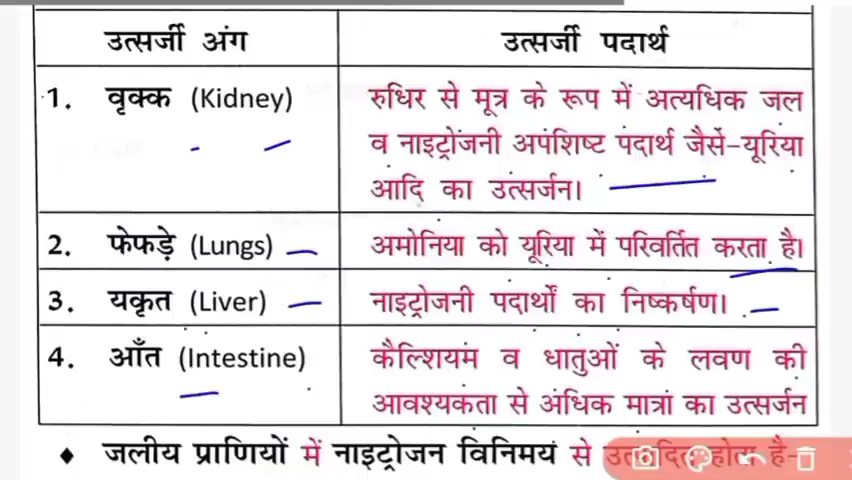 उत्सर्जी अंग
उत्सर्जी पदार्थ
1. वृक्क (Kidney)
रुधिर से मूत्र के रूप में अत्यधिक जल
व नाइट्रोजनी अपशिष्ट पदार्थ जैसे-यूरिया
आदि का उत्सर्जन।
2. फेफड़े (Lungs)
अमोनिया को यूरिया में परिवर्तित करता है।
3. यकृत (Liver)
नाइट्रोजनी पदार्थों का निष्कर्षण।
4. आँत (Intestine)
कैल्शियम व धातुओं के लवण की
आवश्यकता से अधिक मात्रा का उत्सर्जन
♦ जलीय प्राणियों में नाइट्रोजन विनिमय से होता है-